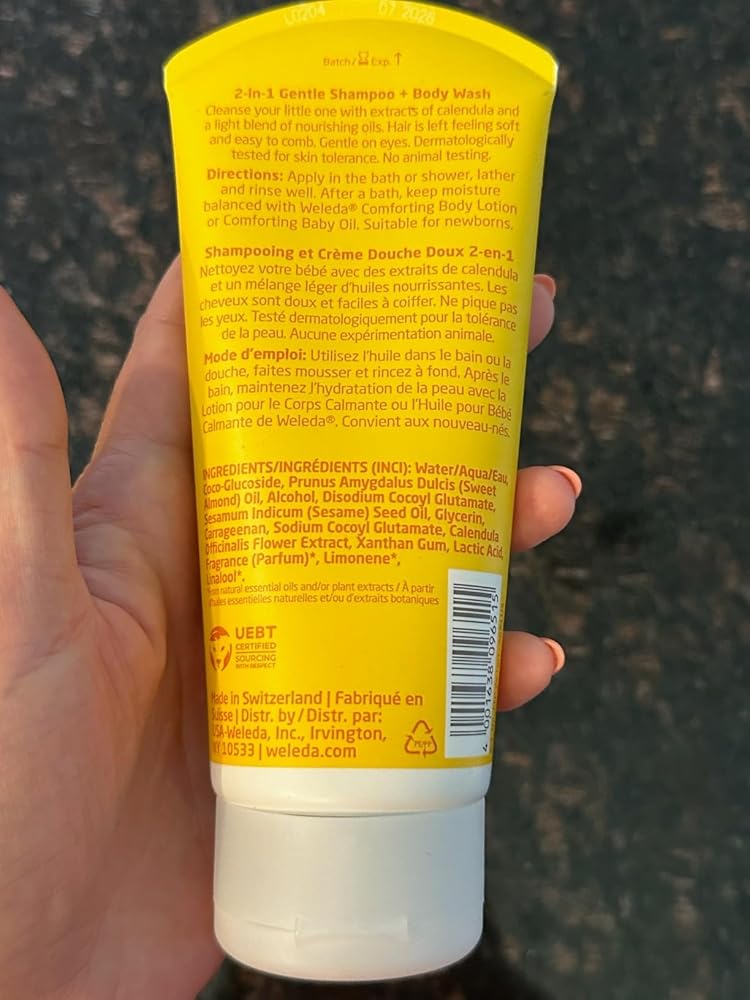 L0204 07 2026
Batch/ Exp. ↑
2-in-1 Gentle Shampoo + Body Wash
Cleanse your little one with extracts of calendula and
a light blend of nourishing oils. Hair is left feeling soft
and easy to comb. Gentle on eyes. Dermatologically
tested for skin tolerance. No animal testing.
Directions: Apply in the bath or shower, lather
and rinse well. After a bath, keep moisture
balanced with Weleda® Comforting Body Lotion
or Comforting Baby Oil. Suitable for newborns.
Shampooing et Crème Douche Doux 2-en-1
Nettoyez votre bébé avec des extraits de calendula
et un mélange léger d'huiles nourrissantes. Les
cheveux sont doux et faciles à coiffer. Ne pique pas
les yeux. Testé dermatologiquement pour la tolérance
de la peau. Aucune expérimentation animale.
Mode d'emploi: Utilisez l'huile dans le bain ou la
douche, faites mousser et rincez à fond. Après le
bain, maintenez l'hydratation de la peau avec la
Lotion pour le Corps Calmante ou l'Huile pour Bébé
Calmante de Weleda®. Convient aux nouveau-nés.
INGREDIENTS/INGRÉDIENTS (INCI): Water/Aqua/Eau,
Coco-Glucoside, Prunus Amygdalus Dulcis (Sweet
Almond) Oil, Alcohol, Disodium Cocoyl Glutamate,
Sesamum Indicum (Sesame) Seed Oil, Glycerin,
Carrageenan, Sodium Cocoyl Glutamate, Calendula
Officinalis Flower Extract, Xanthan Gum, Lactic Acid,
Fragrance (Parfum)*, Limonene*,
Linalool*.
*From natural essential oils and/or plant extracts / À partir
d'huiles essentielles naturelles et/ou d'extraits botaniques
UEBT
CERTIFIED
SOURCING
WITH RESPECT
Made in Switzerland | Fabriqué en
Suisse | Distr. by / Distr. par:
USA-Weleda, Inc., Irvington,
NY 10533 | weleda.com
4 001638 096515